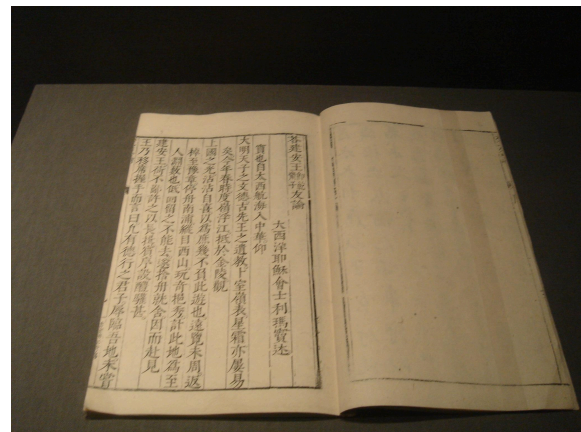 答建安王友論
大西洋耶穌會士利瑪竇述
竇也自太西航海入中華仰
大明天子之文德古先王之遺教卜室嶺表星霜亦屢易
矣今年春時度嶺浮江抵於金陵觀
上國之光沾沾自喜以為庶幾不負此遊也遠覽未周返
棹至豫章停舟南浦縱目西山玩奇挹秀計此地為至
人淵藪也低回留之不能去遂捨舟就舍因而赴見
建安王荷不鄙許之以長揖賓序設醴驩甚
王乃移席握手而言曰凡有德行之君子辱臨吾地未嘗